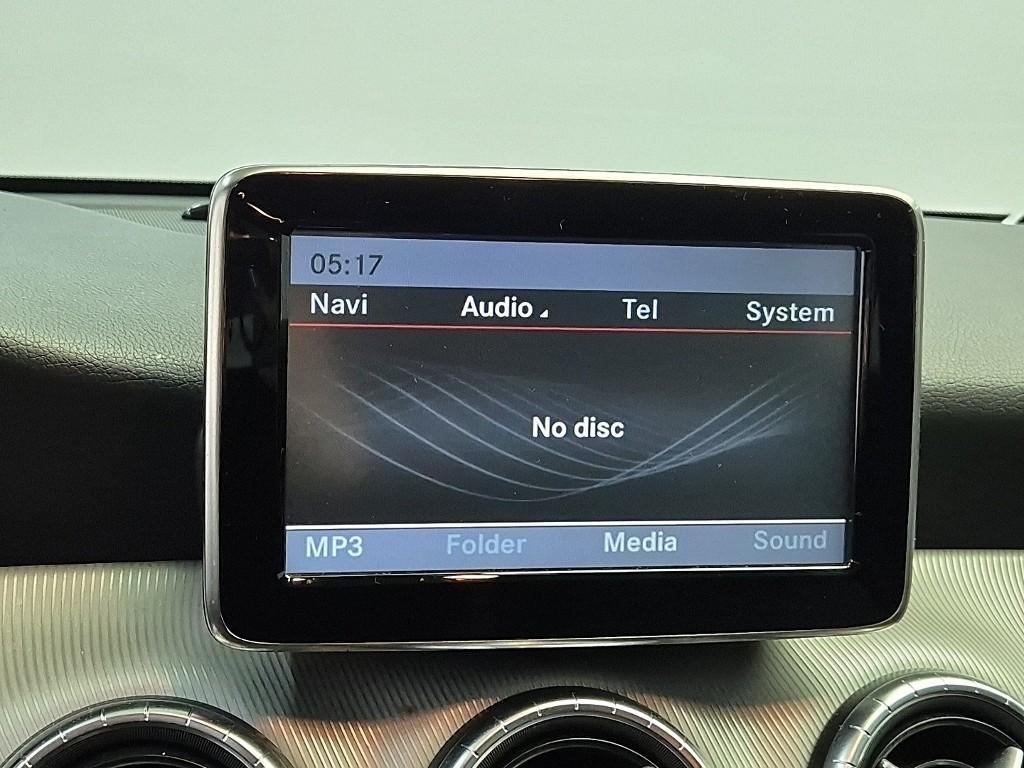 05:17
Navi Audio Tel System
No disc
MP3 Folder Media Sound